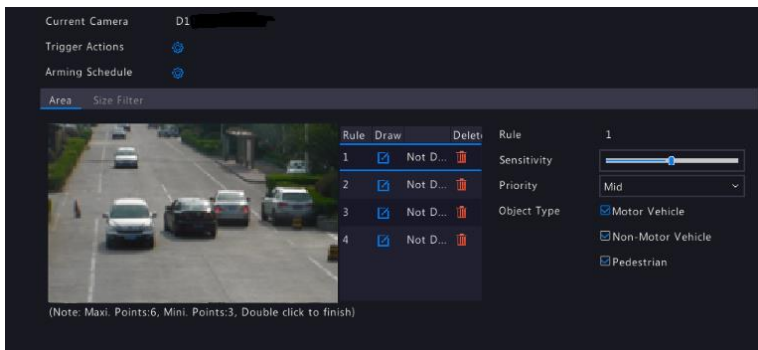 Current Camera D1
Trigger Actions
Arming Schedule
Area Size Filter
Rule Draw Delet
1 Not D...
2 Not D...
3 Not D...
4 Not D...
Rule 1
Sensitivity
Priority Mid
Object Type Motor Vehicle
Non-Motor Vehicle
Pedestrian
(Note: Maxi. Points:6, Mini. Points:3, Double click to finish)